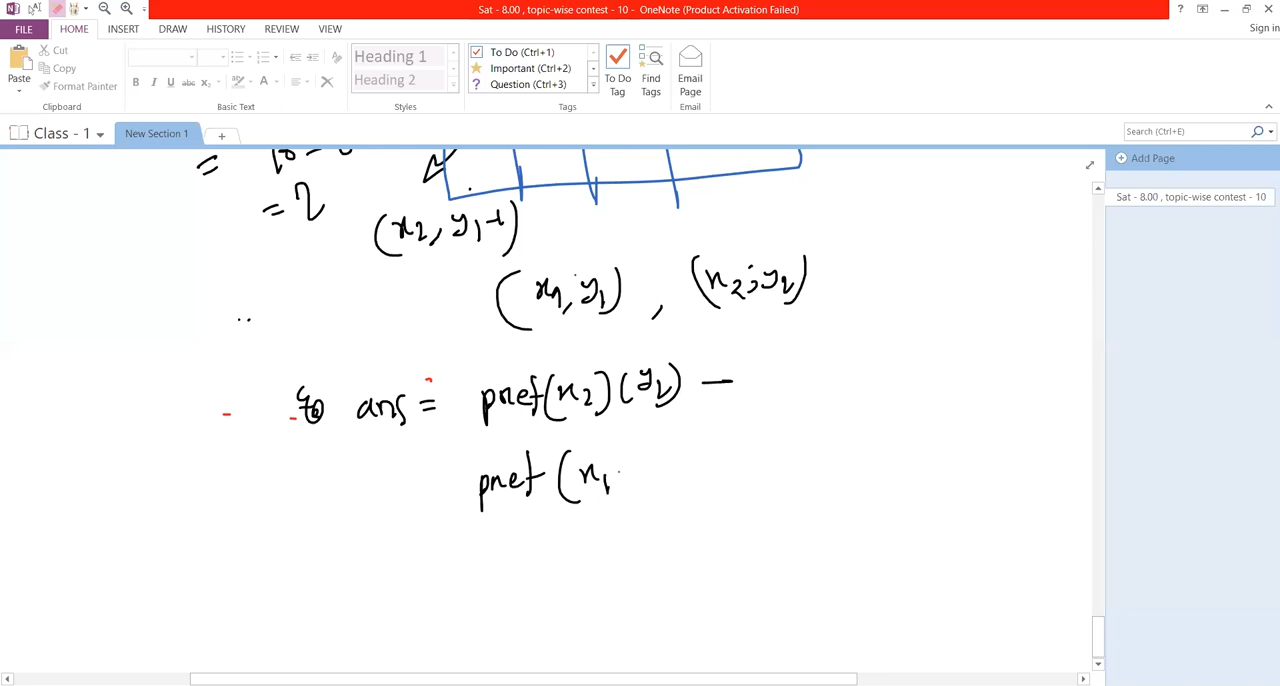 Sat - 8.00 , topic-wise contest - 10 - OneNote (Product Activation Failed)
Sign in
FILE HOME INSERT DRAW HISTORY REVIEW VIEW
Paste
Cut
Copy
Format Painter
Clipboard
B I U abc x₂ A
Basic Text
Heading 1
Heading 2
Styles
To Do (Ctrl+1)
Important (Ctrl+2)
Question (Ctrl+3)
To Do Tag
Find Tags
Tags
Email Page
Email
Class - 1
New Section 1
Search (Ctrl+E)
Add Page
Sat - 8.00 , topic-wise contest - 10
=
= 2
(x2, y1-1)
(x1, y1) , (x2, y2)
ans = pref(x2)(y2) -
pref (x1